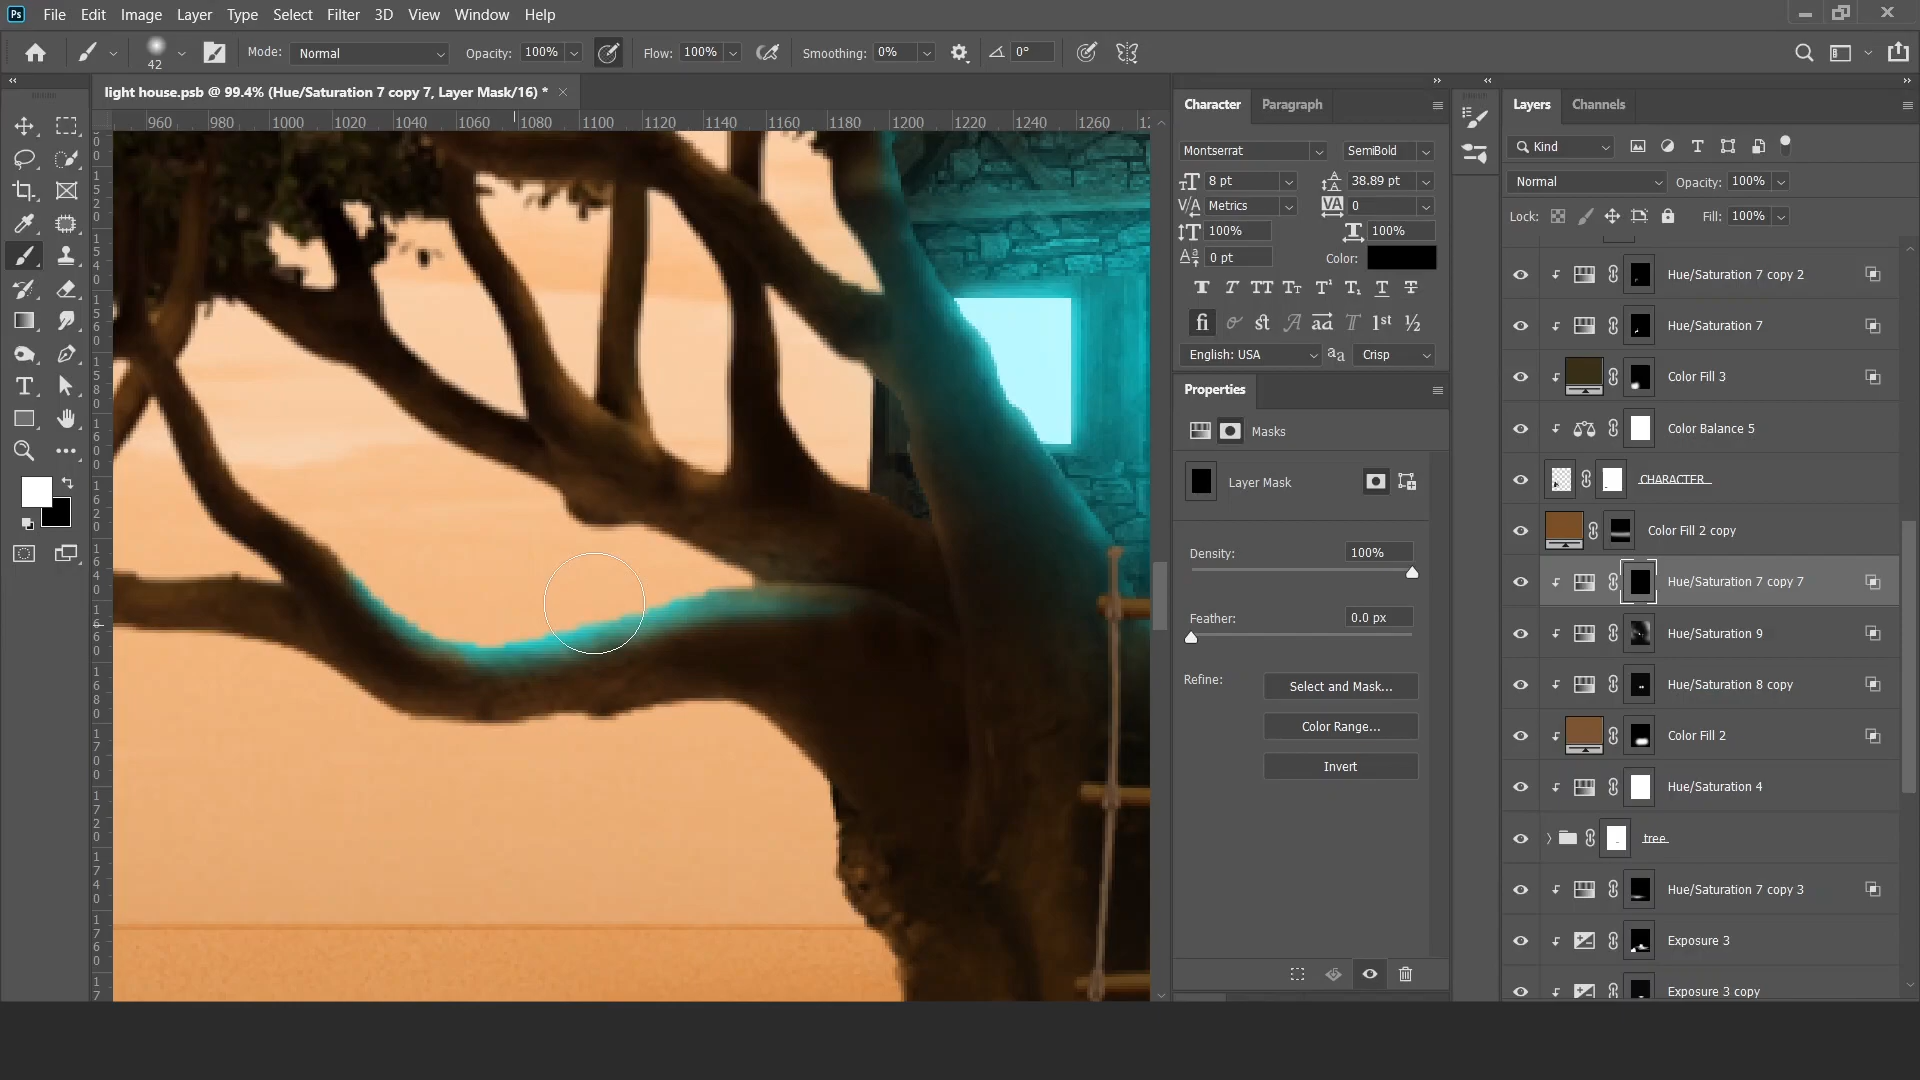 Ps File Edit Image Layer Type Select Filter 3D View Window Help
42 Mode: Normal Opacity: 100% Flow: 100% Smoothing: 0% 0°
light house.psb @ 99.4% (Hue/Saturation 7 copy 7, Layer Mask/16) *
960 980 1000 1020 1040 1060 1080 1100 1120 1140 1160 1180 1200 1220 1240 1260
Character Paragraph
Montserrat SemiBold
8 pt 38.89 pt
Metrics 0
100% 100%
0 pt Color:
English: USA Crisp
Properties
Masks
Layer Mask
Density: 100%
Feather: 0.0 px
Refine: Select and Mask...
Color Range...
Invert
Layers Channels
Kind
Normal Opacity: 100%
Lock: Fill: 100%
Hue/Saturation 7 copy 2
Hue/Saturation 7
Color Fill 3
Color Balance 5
CHARACTER
Color Fill 2 copy
Hue/Saturation 7 copy 7
Hue/Saturation 9
Hue/Saturation 8 copy
Color Fill 2
Hue/Saturation 4
tree
Hue/Saturation 7 copy 3
Exposure 3
Exposure 3 copy